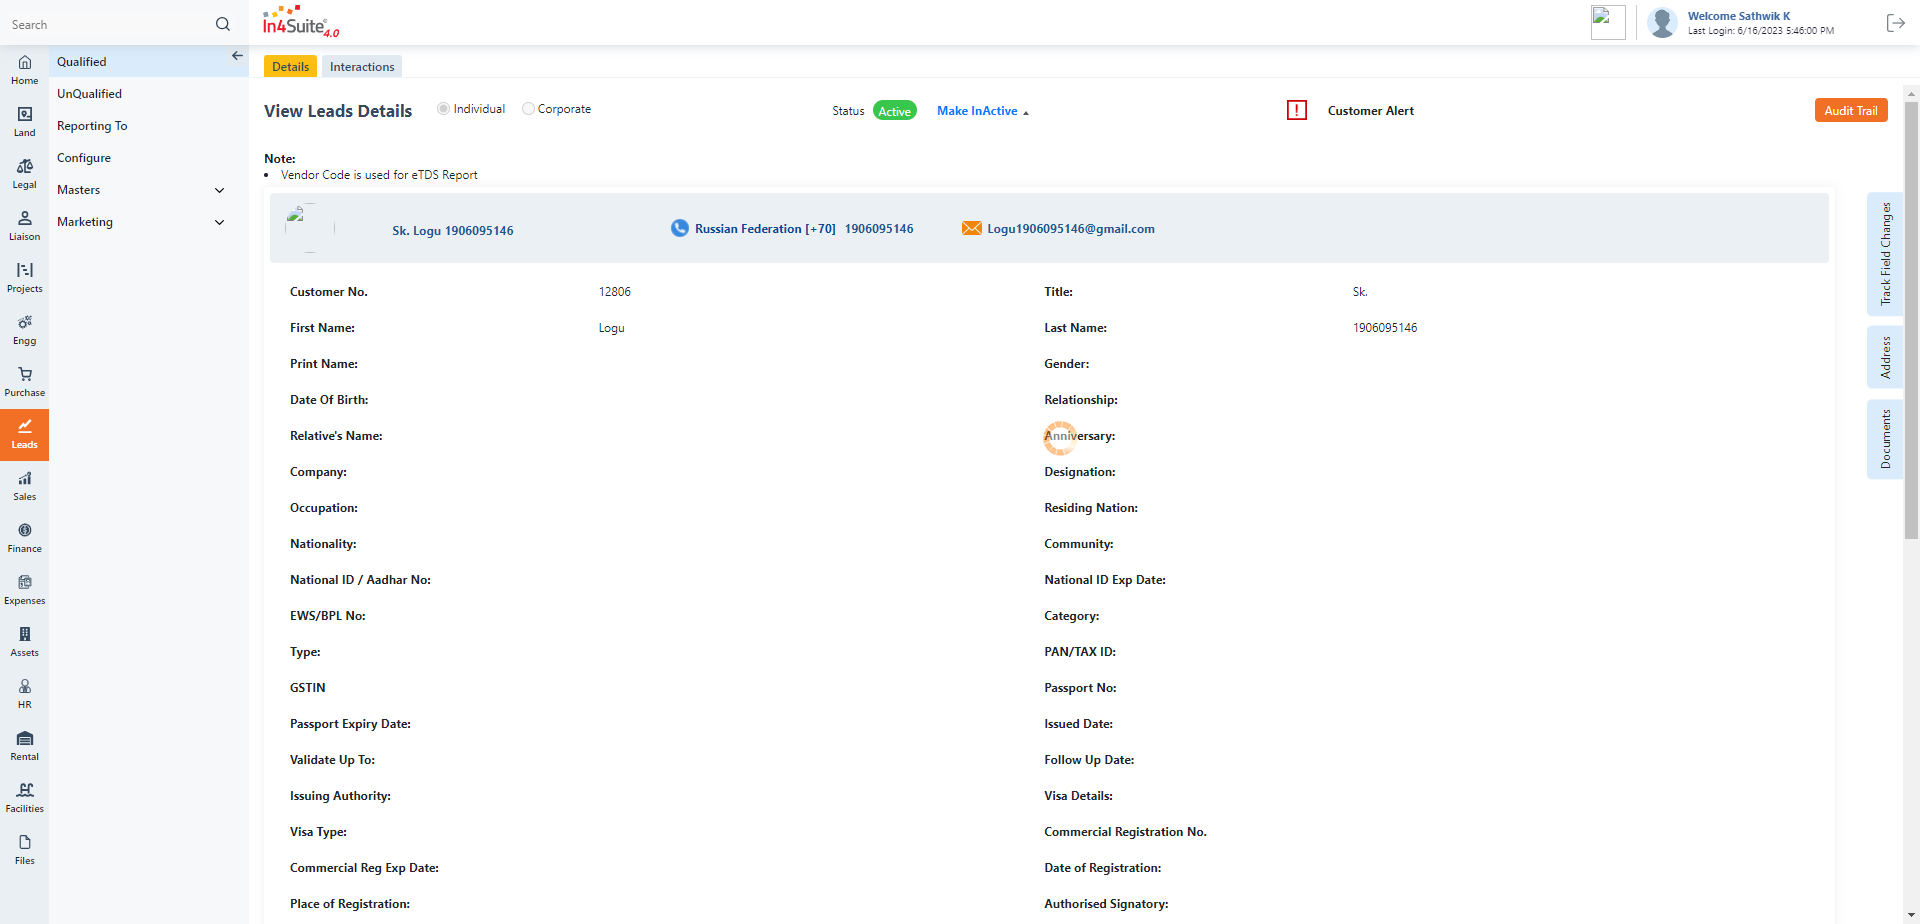 Search
In4Suite® 4.0
Welcome Sathwik K
Last Login: 6/16/2023 5:46:00 PM
Home
Land
Legal
Liaison
Projects
Engg
Purchase
Leads
Sales
Finance
Expenses
Assets
HR
Rental
Facilities
Files
Qualified
UnQualified
Reporting To
Configure
Masters
Marketing
Details Interactions
View Leads Details Individual Corporate Status Active Make InActive Customer Alert Audit Trail
Note:
• Vendor Code is used for eTDS Report
Sk. Logu 1906095146 Russian Federation [+70] 1906095146 Logu1906095146@gmail.com
Customer No. 12806 Title: Sk.
First Name: Logu Last Name: 1906095146
Print Name: Gender:
Date Of Birth: Relationship:
Relative's Name: Anniversary:
Company: Designation:
Occupation: Residing Nation:
Nationality: Community:
National ID / Aadhar No: National ID Exp Date:
EWS/BPL No: Category:
Type: PAN/TAX ID:
GSTIN Passport No:
Passport Expiry Date: Issued Date:
Validate Up To: Follow Up Date:
Issuing Authority: Visa Details:
Visa Type: Commercial Registration No.
Commercial Reg Exp Date: Date of Registration:
Place of Registration: Authorised Signatory:
Track Field Changes
Address
Documents